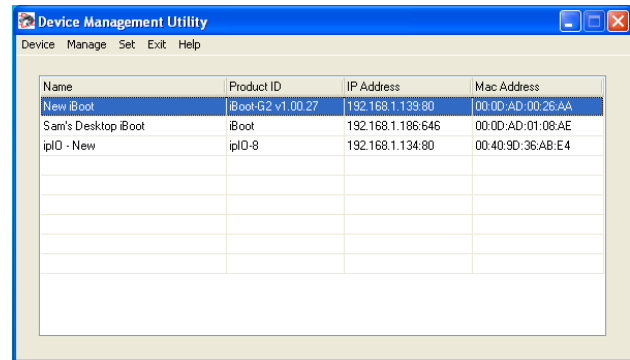 Device Management Utility
Device Manage Set Exit Help
Name Product ID IP Address Mac Address
New iBoot iBoot-G2 v1.00.27 192.168.1.139:80 00:0D:AD:00:26:AA
Sam's Desktop iBoot iBoot 192.168.1.186:646 00:0D:AD:01:08:AE
ipIO - New ipIO-8 192.168.1.134:80 00:40:9D:36:AB:E4